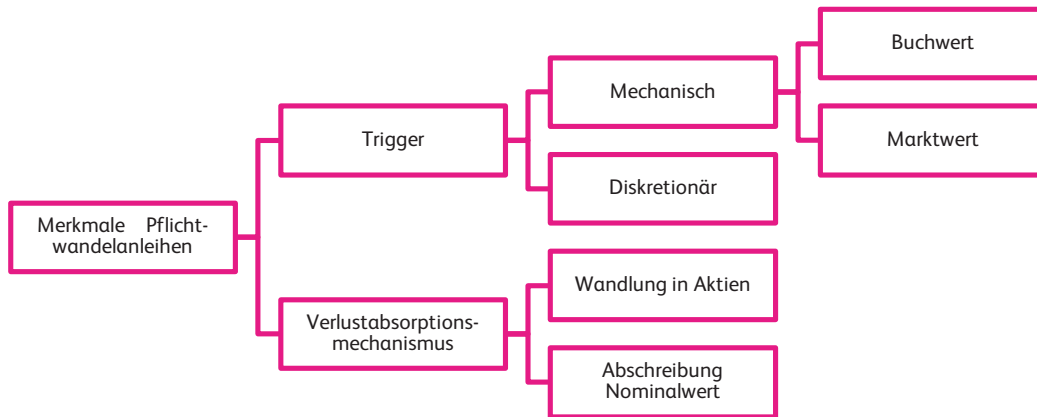 Buchwert
Mechanisch
Trigger
Marktwert
Diskretionär
Merkmale Pflicht-
wandelanleihen
Wandlung in Aktien
Verlustabsorptions-
mechanismus
Abschreibung
Nominalwert